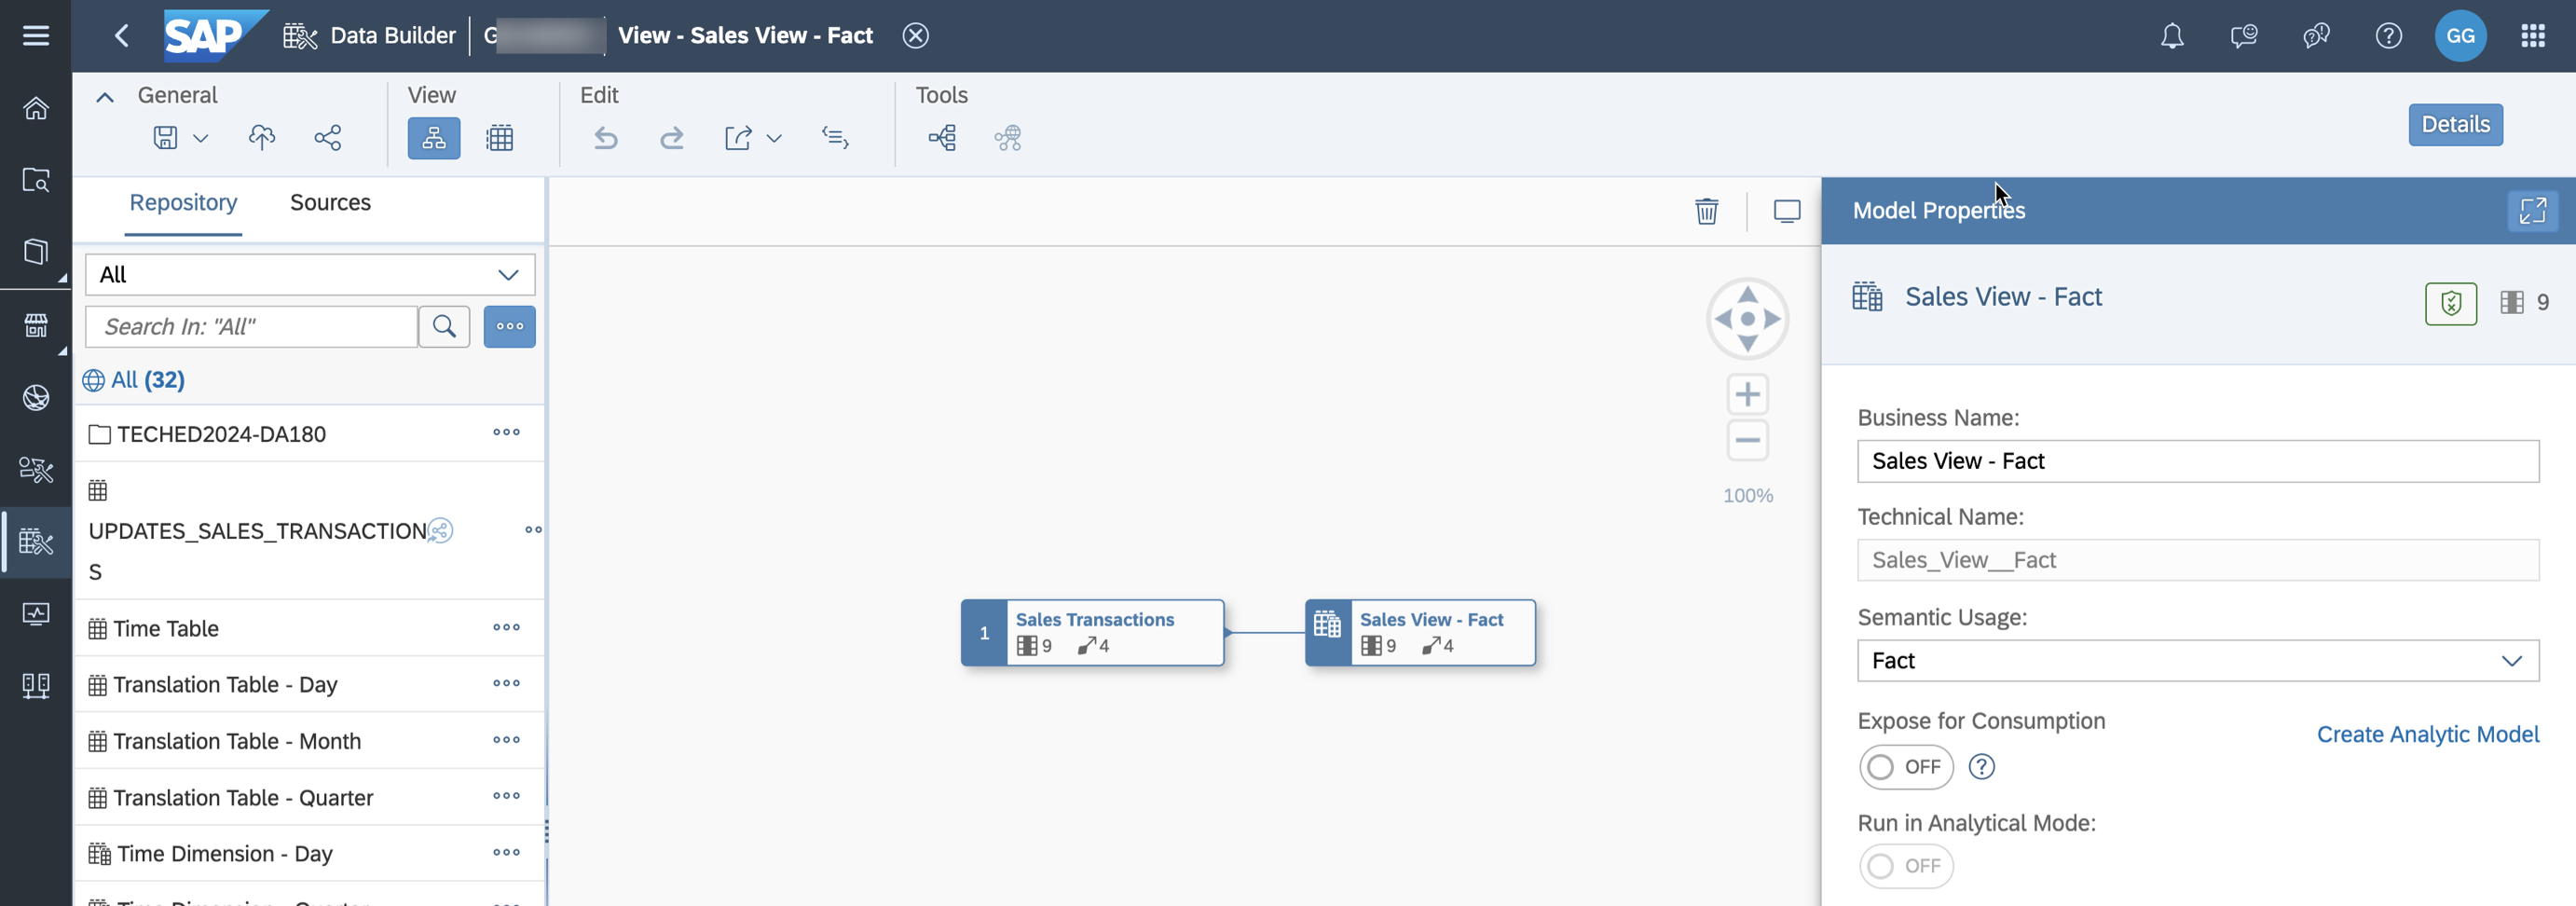 SAP Data Builder G View - Sales View - Fact GG
General View Edit Tools
Details
Repository Sources
All
Search In: "All"
All (32)
TECHED2024-DA180
UPDATES_SALES_TRANSACTION
S
Time Table
Translation Table - Day
Translation Table - Month
Translation Table - Quarter
Time Dimension - Day
Time Dimension - Quarter
100%
1 Sales Transactions
9 4
Sales View - Fact
9 4
Model Properties
Sales View - Fact 9
Business Name:
Sales View - Fact
Technical Name:
Sales_View__Fact
Semantic Usage:
Fact
Expose for Consumption
Create Analytic Model
OFF
Run in Analytical Mode:
OFF